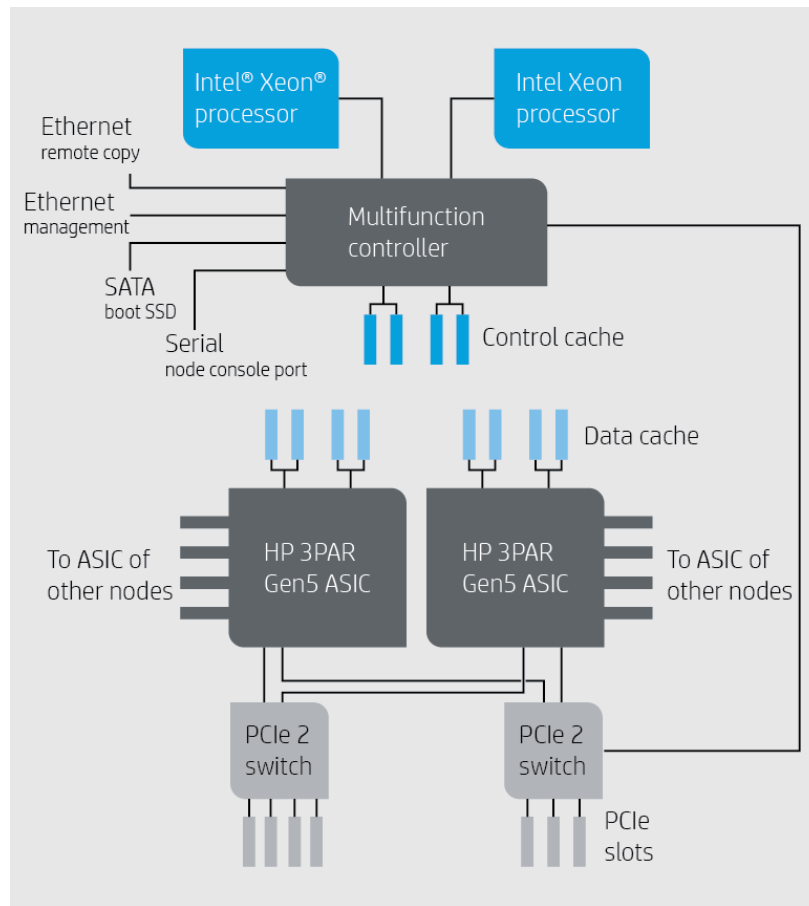 Intel® Xeon®
processor
Intel Xeon
processor
Ethernet
remote copy
Ethernet
management
SATA
boot SSD
Serial
node console port
Multifunction
controller
Control cache
Data cache
To ASIC of
other nodes
HP 3PAR
Gen5 ASIC
HP 3PAR
Gen5 ASIC
To ASIC of
other nodes
PCIe 2
switch
PCIe 2
switch
PCIe
slots